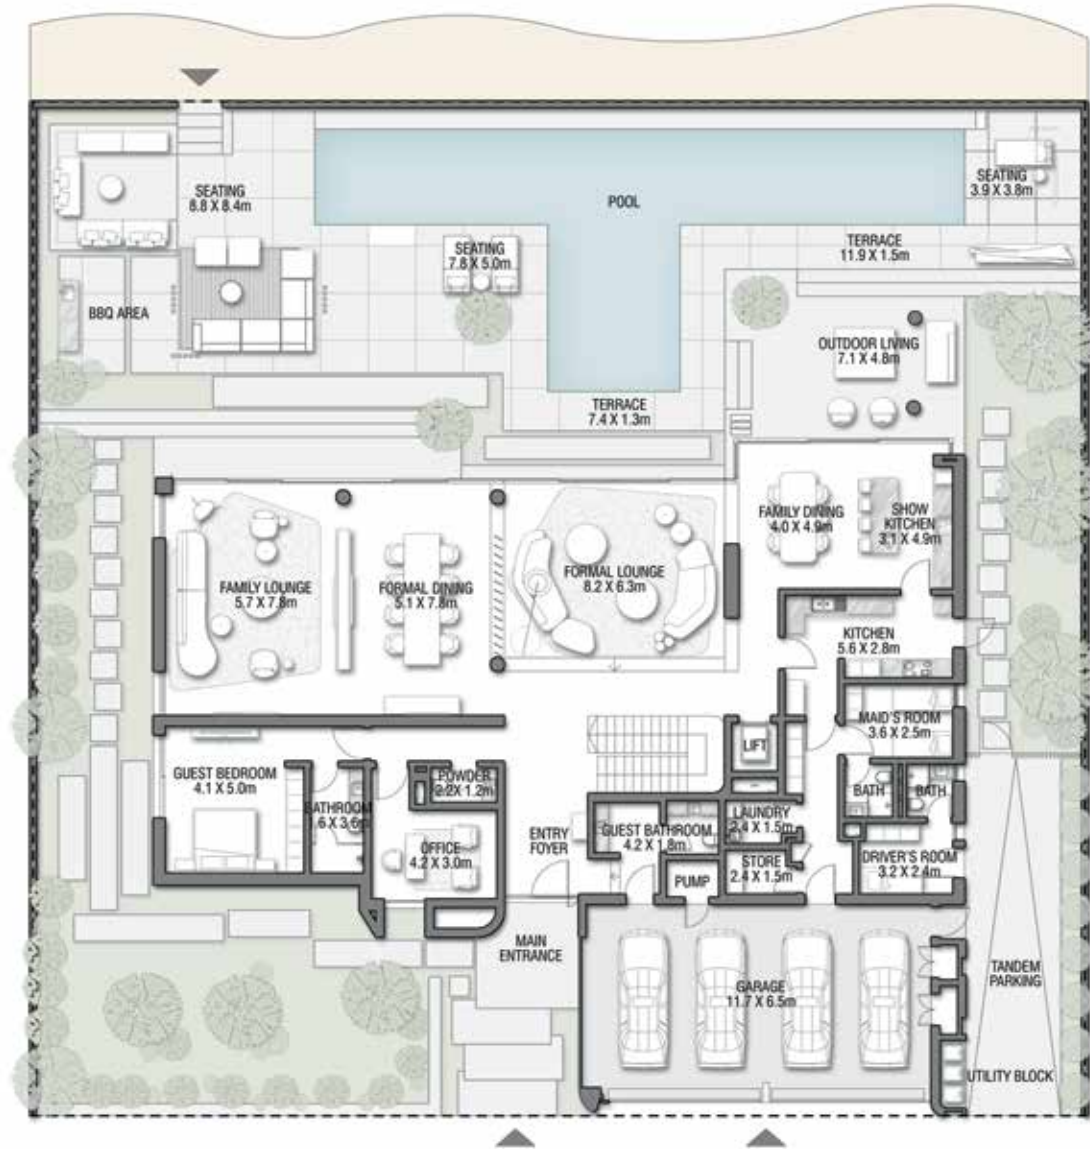 SEATING
8.8 X 8.4m
POOL
SEATING
3.9 X 3.8m
SEATING
7.8 X 5.0m
TERRACE
11.9 X 1.5m
BBQ AREA
OUTDOOR LIVING
7.1 X 4.8m
TERRACE
7.4 X 1.3m
FAMILY DINING
4.0 X 4.9m
SHOW
KITCHEN
3.1 X 4.9m
FAMILY LOUNGE
5.7 X 7.8m
FORMAL DINING
5.1 X 7.8m
FORMAL LOUNGE
8.2 X 6.3m
KITCHEN
5.6 X 2.8m
MAID'S ROOM
3.6 X 2.5m
LIFT
GUEST BEDROOM
4.1 X 5.0m
POWDER
2.2X 1.2m
BATHROOM
1.6 X 3.6m
BATH
BATH
OFFICE
4.2 X 3.0m
ENTRY
FOYER
GUEST BATHROOM
4.2 X 1.8m
LAUNDRY
2.4 X 1.5m
STORE
2.4 X 1.5m
DRIVER'S ROOM
3.2 X 2.4m
PUMP
MAIN
ENTRANCE
GARAGE
11.7 X 6.5m
TANDEM
PARKING
UTILITY BLOCK